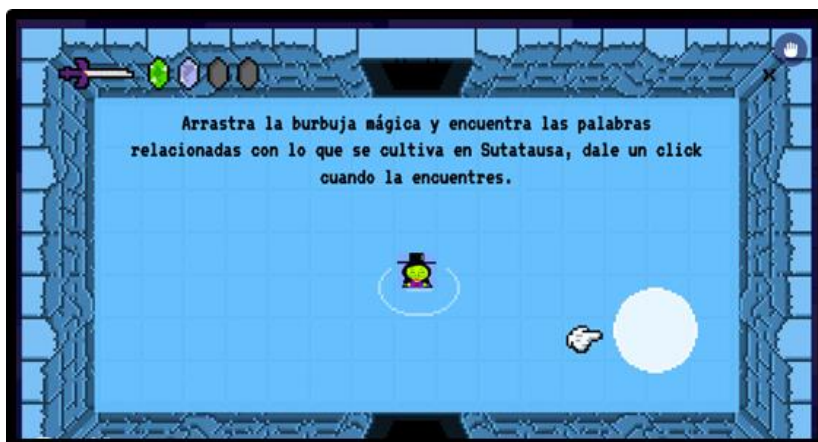 Arrastra la burbuja mágica y encuentra las palabras
relacionadas con lo que se cultiva en Sutatausa, dale un click
cuando la encuentres.